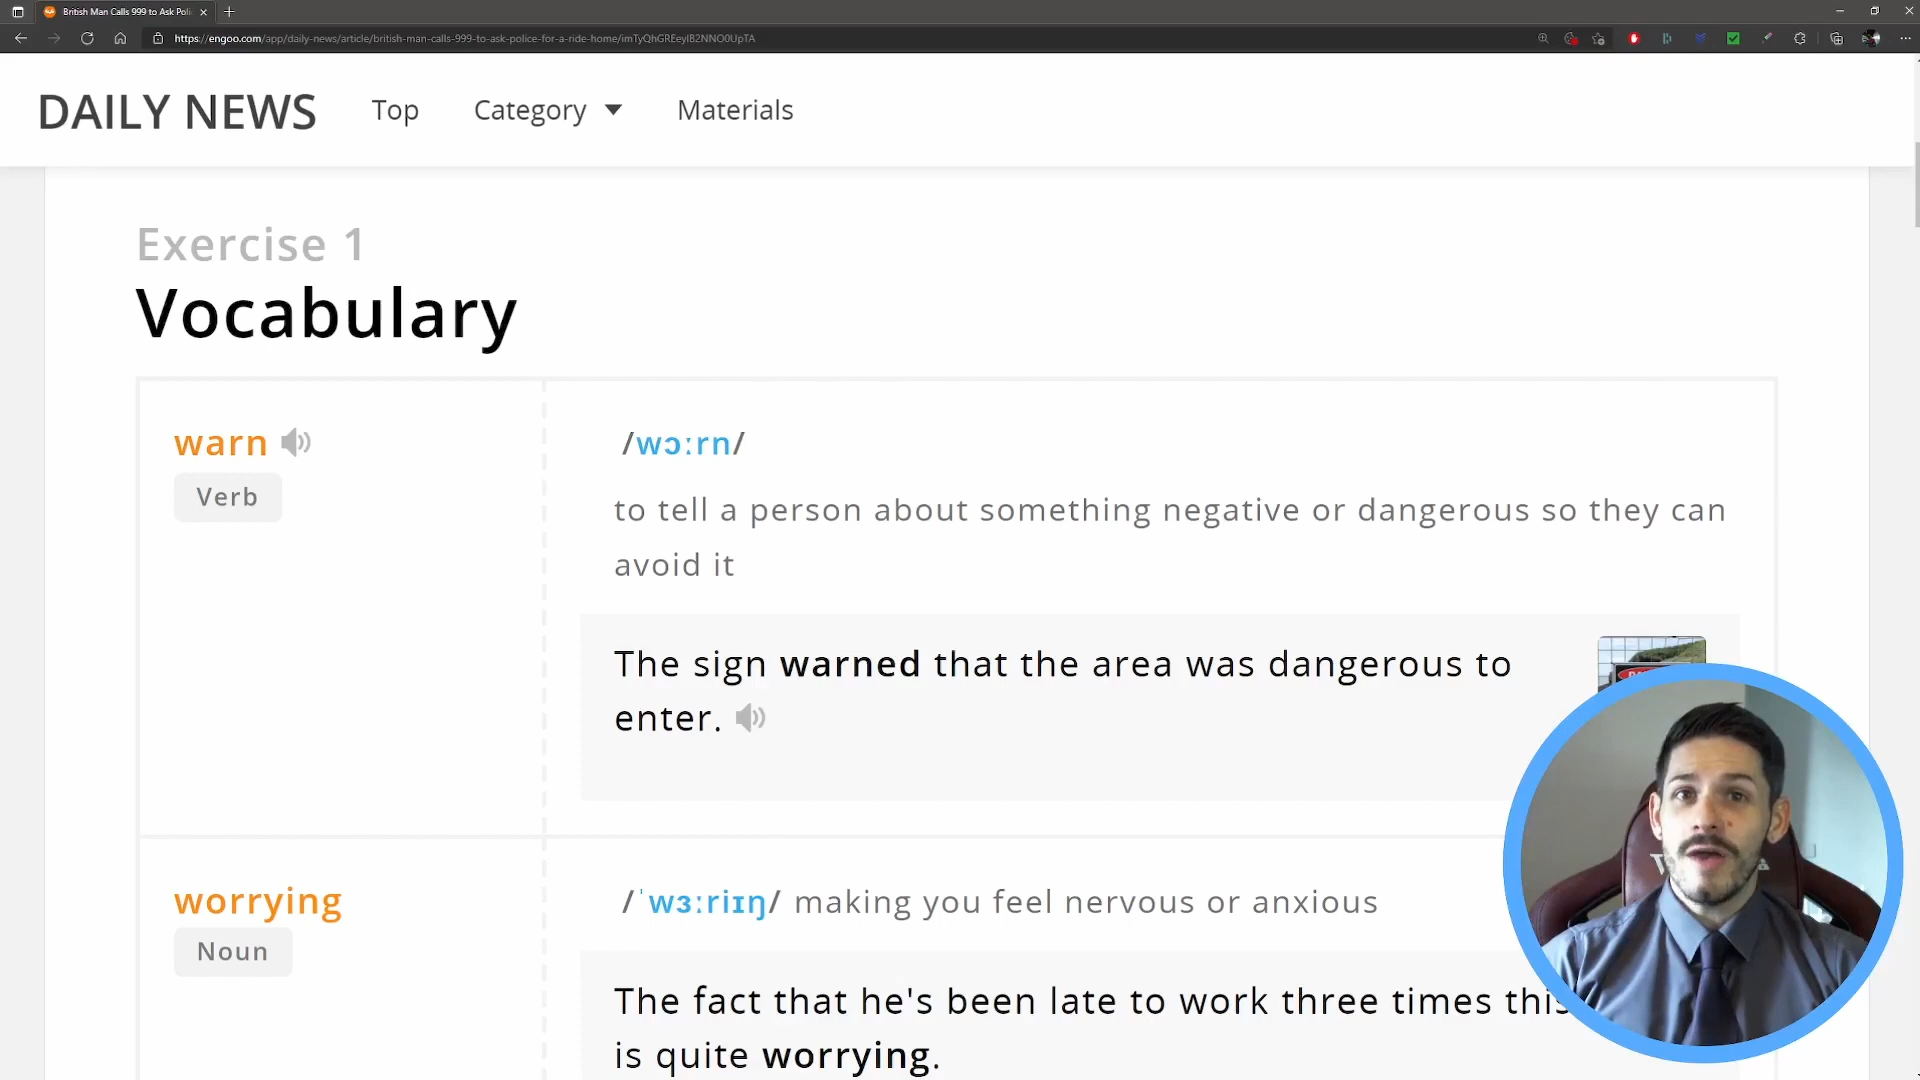 British Man Calls 999 to Ask Poli
https://engoo.com/app/daily-news/article/british-man-calls-999-to-ask-police-for-a-ride-home/imTyQhGREeylB2NNO0UpTA
DAILY NEWS Top Category Materials
Exercise 1
Vocabulary
warn
Verb
/wɔːrn/
to tell a person about something negative or dangerous so they can
avoid it
The sign warned that the area was dangerous to
enter.
worrying
Noun
/ˈwɜːriɪŋ/ making you feel nervous or anxious
The fact that he's been late to work three times this
is quite worrying.